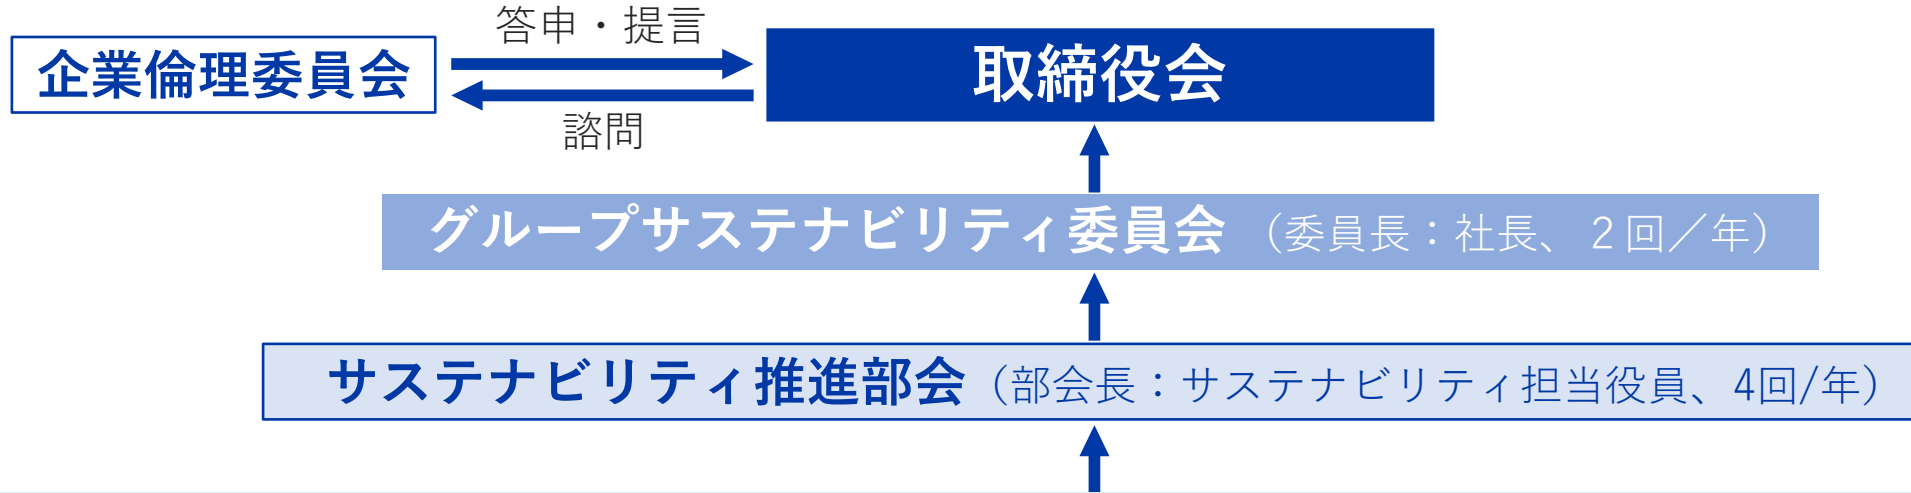 答申・提言
企業倫理委員会
取締役会
諮問
グループサステナビリティ委員会（委員長：社長、２回／年）
サステナビリティ推進部会（部会長：サステナビリティ担当役員、4回/年）